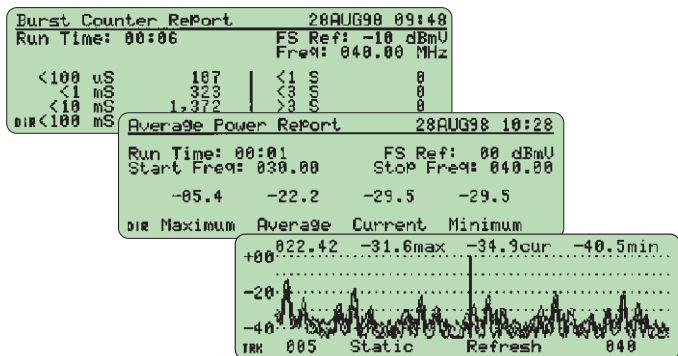 Burst Counter Report 28AUG98 09:48
Run Time: 00:06 FS Ref: -10 dBmV
Freq: 040.00 MHz
<100 uS 107 <1 S 0
<1 mS 323 <3 S 0
<10 mS 1,372 >3 S 0
DIR <100 mS
Average Power Report 28AUG98 10:28
Run Time: 00:01 FS Ref: 00 dBmV
Start Freq: 030.00 Stop Freq: 040.00
-05.4 -22.2 -29.5 -29.5
DIR Maximum Average Current Minimum
022.42 -31.6max -34.9cur -40.5min
+00
-20
-40
TRK 005 Static Refresh 040